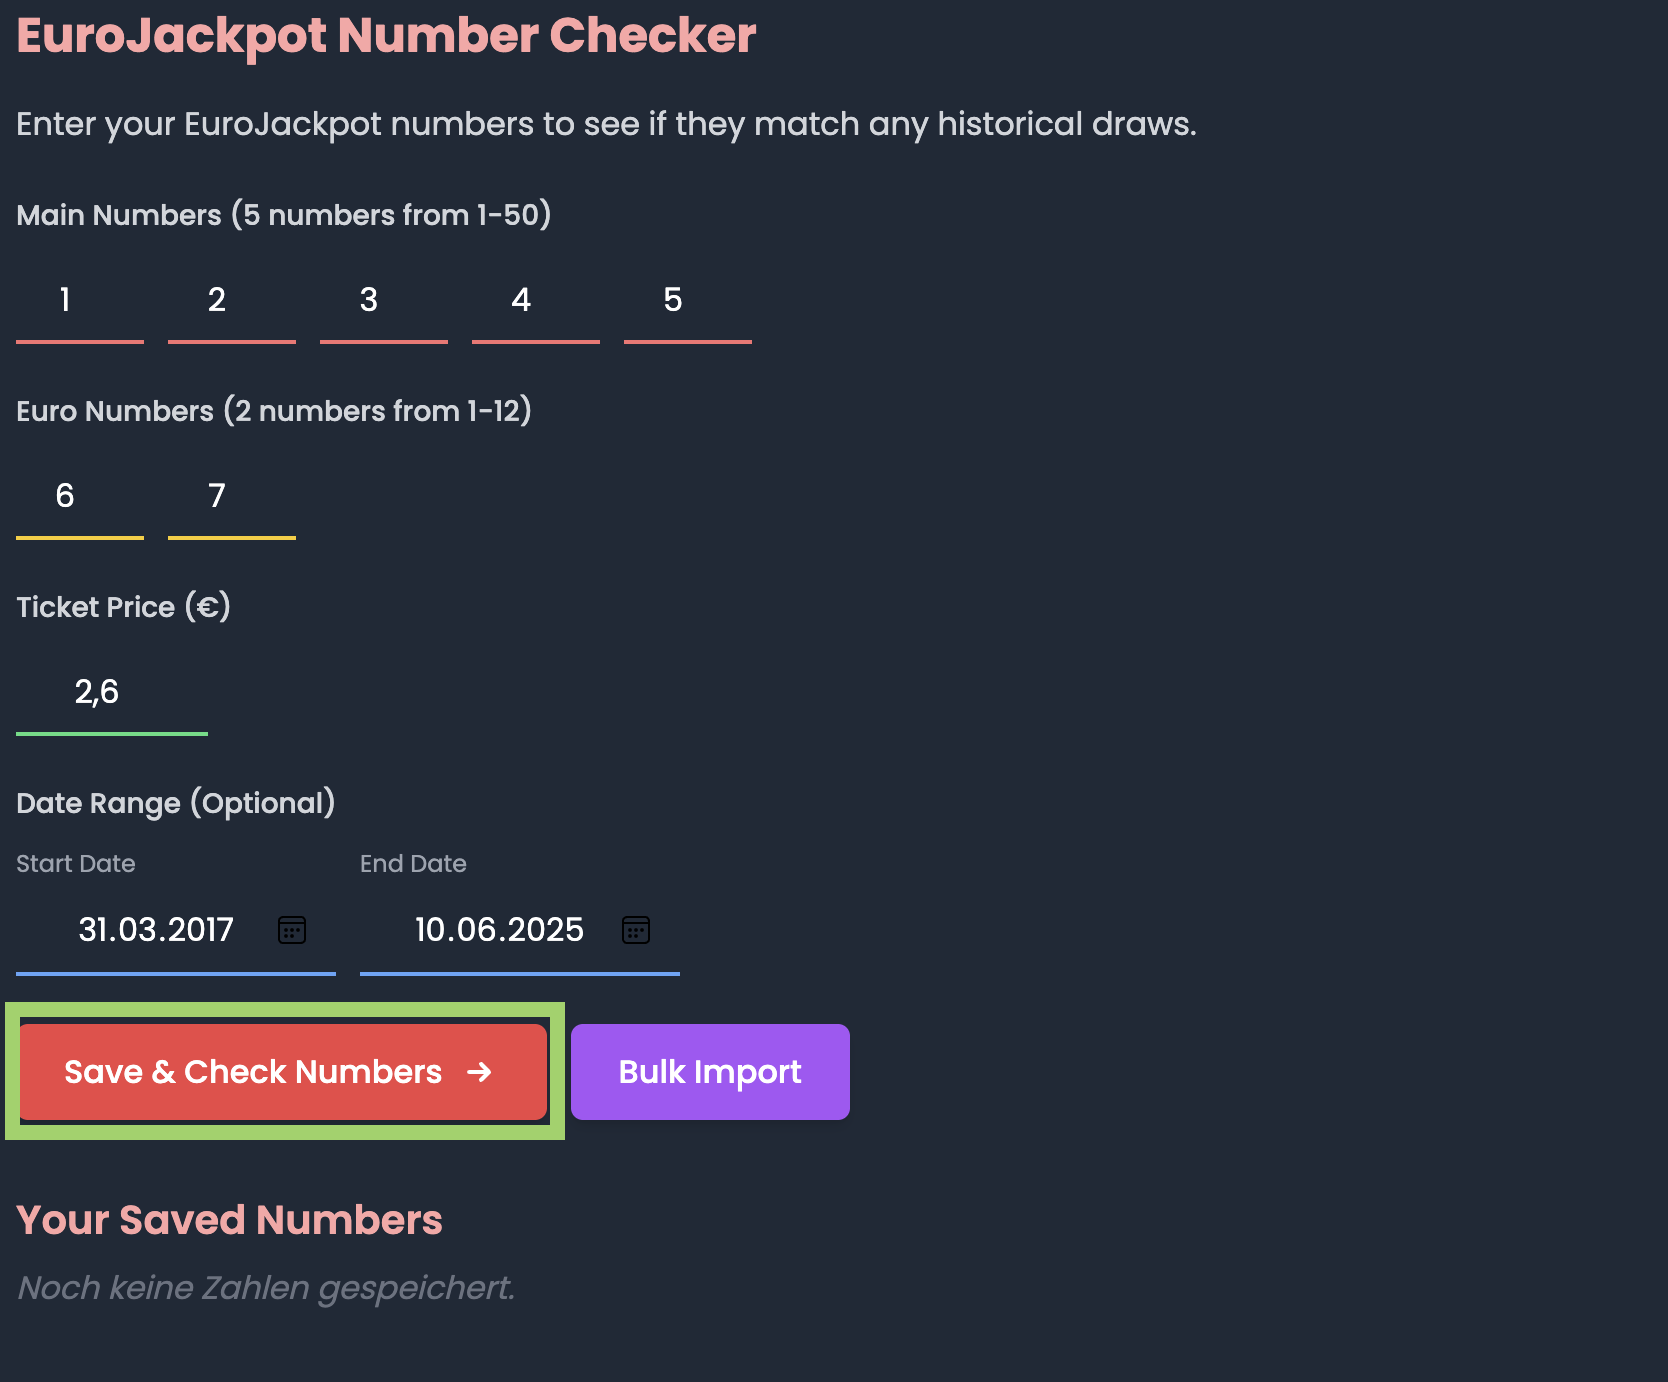 EuroJackpot Number Checker
Enter your EuroJackpot numbers to see if they match any historical draws.
Main Numbers (5 numbers from 1-50)
1 2 3 4 5
Euro Numbers (2 numbers from 1-12)
6 7
Ticket Price (€)
2,6
Date Range (Optional)
Start Date End Date
31.03.2017 10.06.2025
Save & Check Numbers → Bulk Import
Your Saved Numbers
Noch keine Zahlen gespeichert.